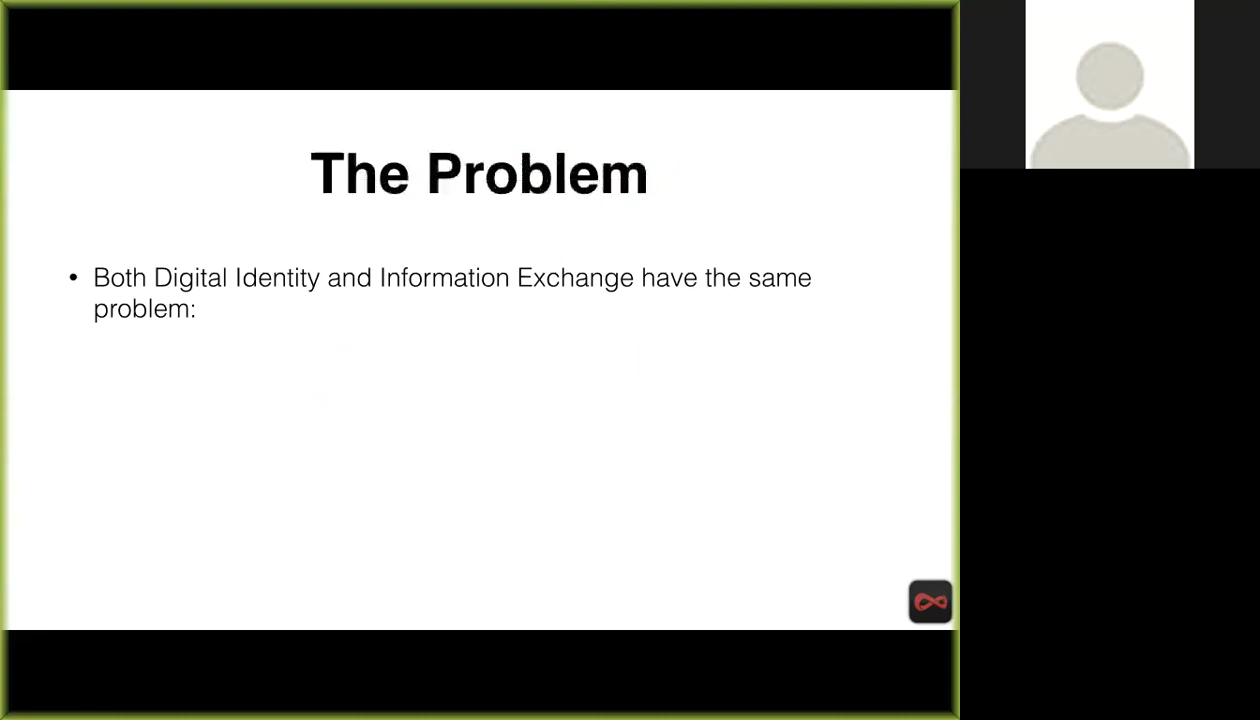 The Problem
• Both Digital Identity and Information Exchange have the same
problem: